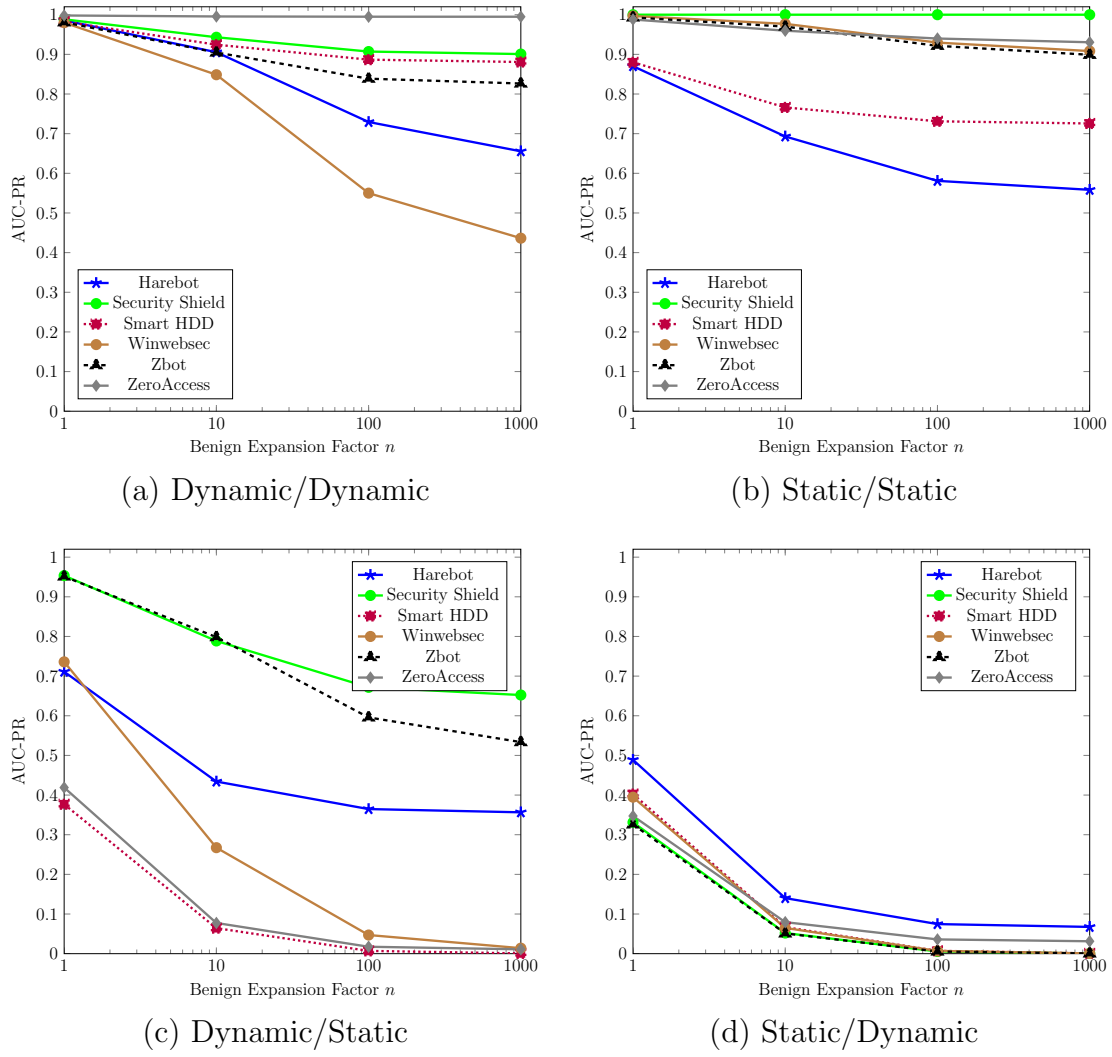 1
0.9
0.8
0.7
0.6
0.5
0.4
0.3
0.2
0.1
0
AUC-PR
Harebot
Security Shield
Smart HDD
Winwebsec
Zbot
ZeroAccess
1 10 100 1000
Benign Expansion Factor n
(a) Dynamic/Dynamic
1
0.9
0.8
0.7
0.6
0.5
0.4
0.3
0.2
0.1
0
AUC-PR
Harebot
Security Shield
Smart HDD
Winwebsec
Zbot
ZeroAccess
1 10 100 1000
Benign Expansion Factor n
(b) Static/Static
1
0.9
0.8
0.7
0.6
0.5
0.4
0.3
0.2
0.1
0
AUC-PR
Harebot
Security Shield
Smart HDD
Winwebsec
Zbot
ZeroAccess
1 10 100 1000
Benign Expansion Factor n
(c) Dynamic/Static
1
0.9
0.8
0.7
0.6
0.5
0.4
0.3
0.2
0.1
0
AUC-PR
Harebot
Security Shield
Smart HDD
Winwebsec
Zbot
ZeroAccess
1 10 100 1000
Benign Expansion Factor n
(d) Static/Dynamic